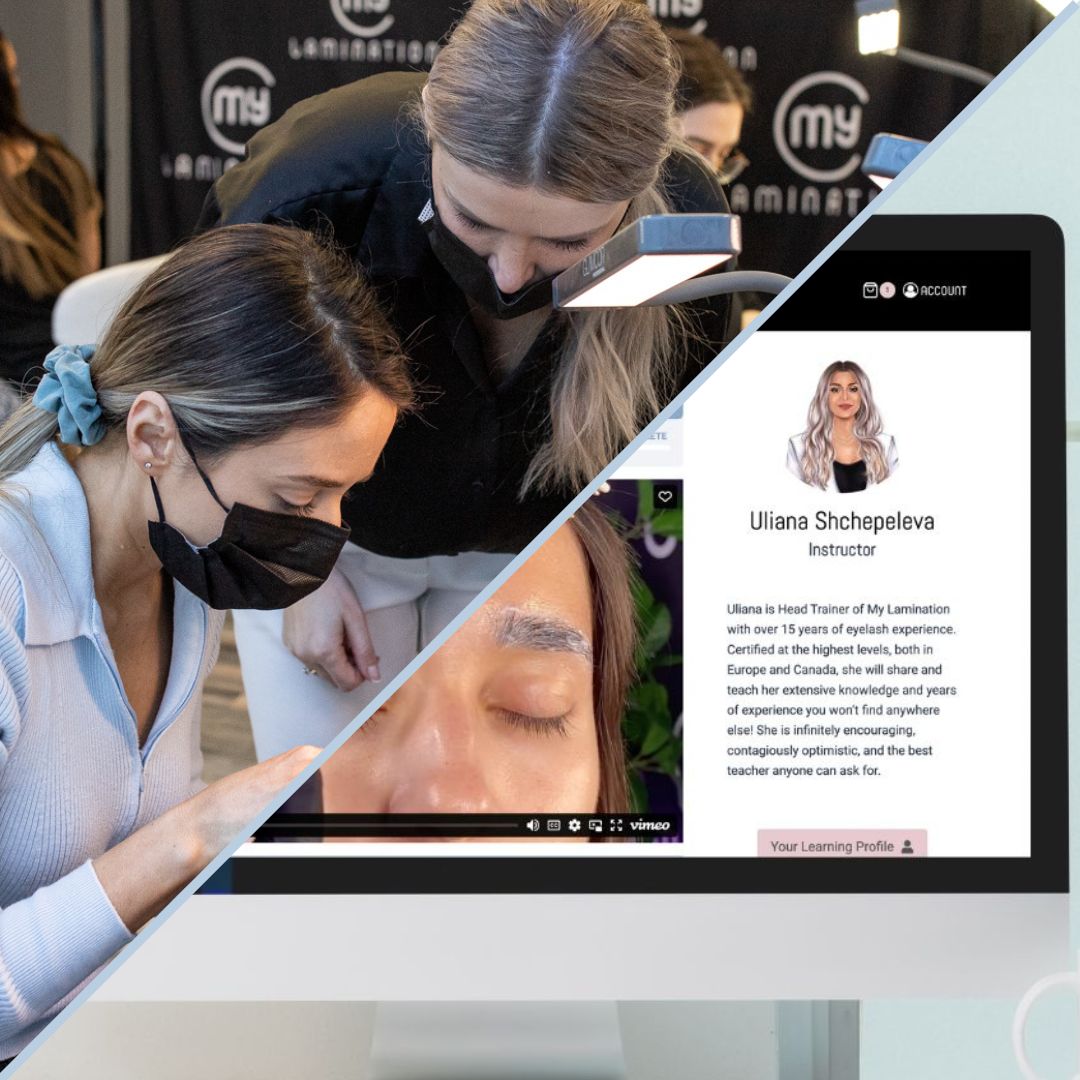 my
LAMINATION
my
my
LAMINATION
ACCOUNT
Uliana Shchepeleva
Instructor
Uliana is Head Trainer of My Lamination
with over 15 years of eyelash experience.
Certified at the highest levels, both in
Europe and Canada, she will share and
teach her extensive knowledge and years
of experience you won't find anywhere
else! She is infinitely encouraging,
contagiously optimistic, and the best
teacher anyone can ask for.
CC
vimeo
Your Learning Profile